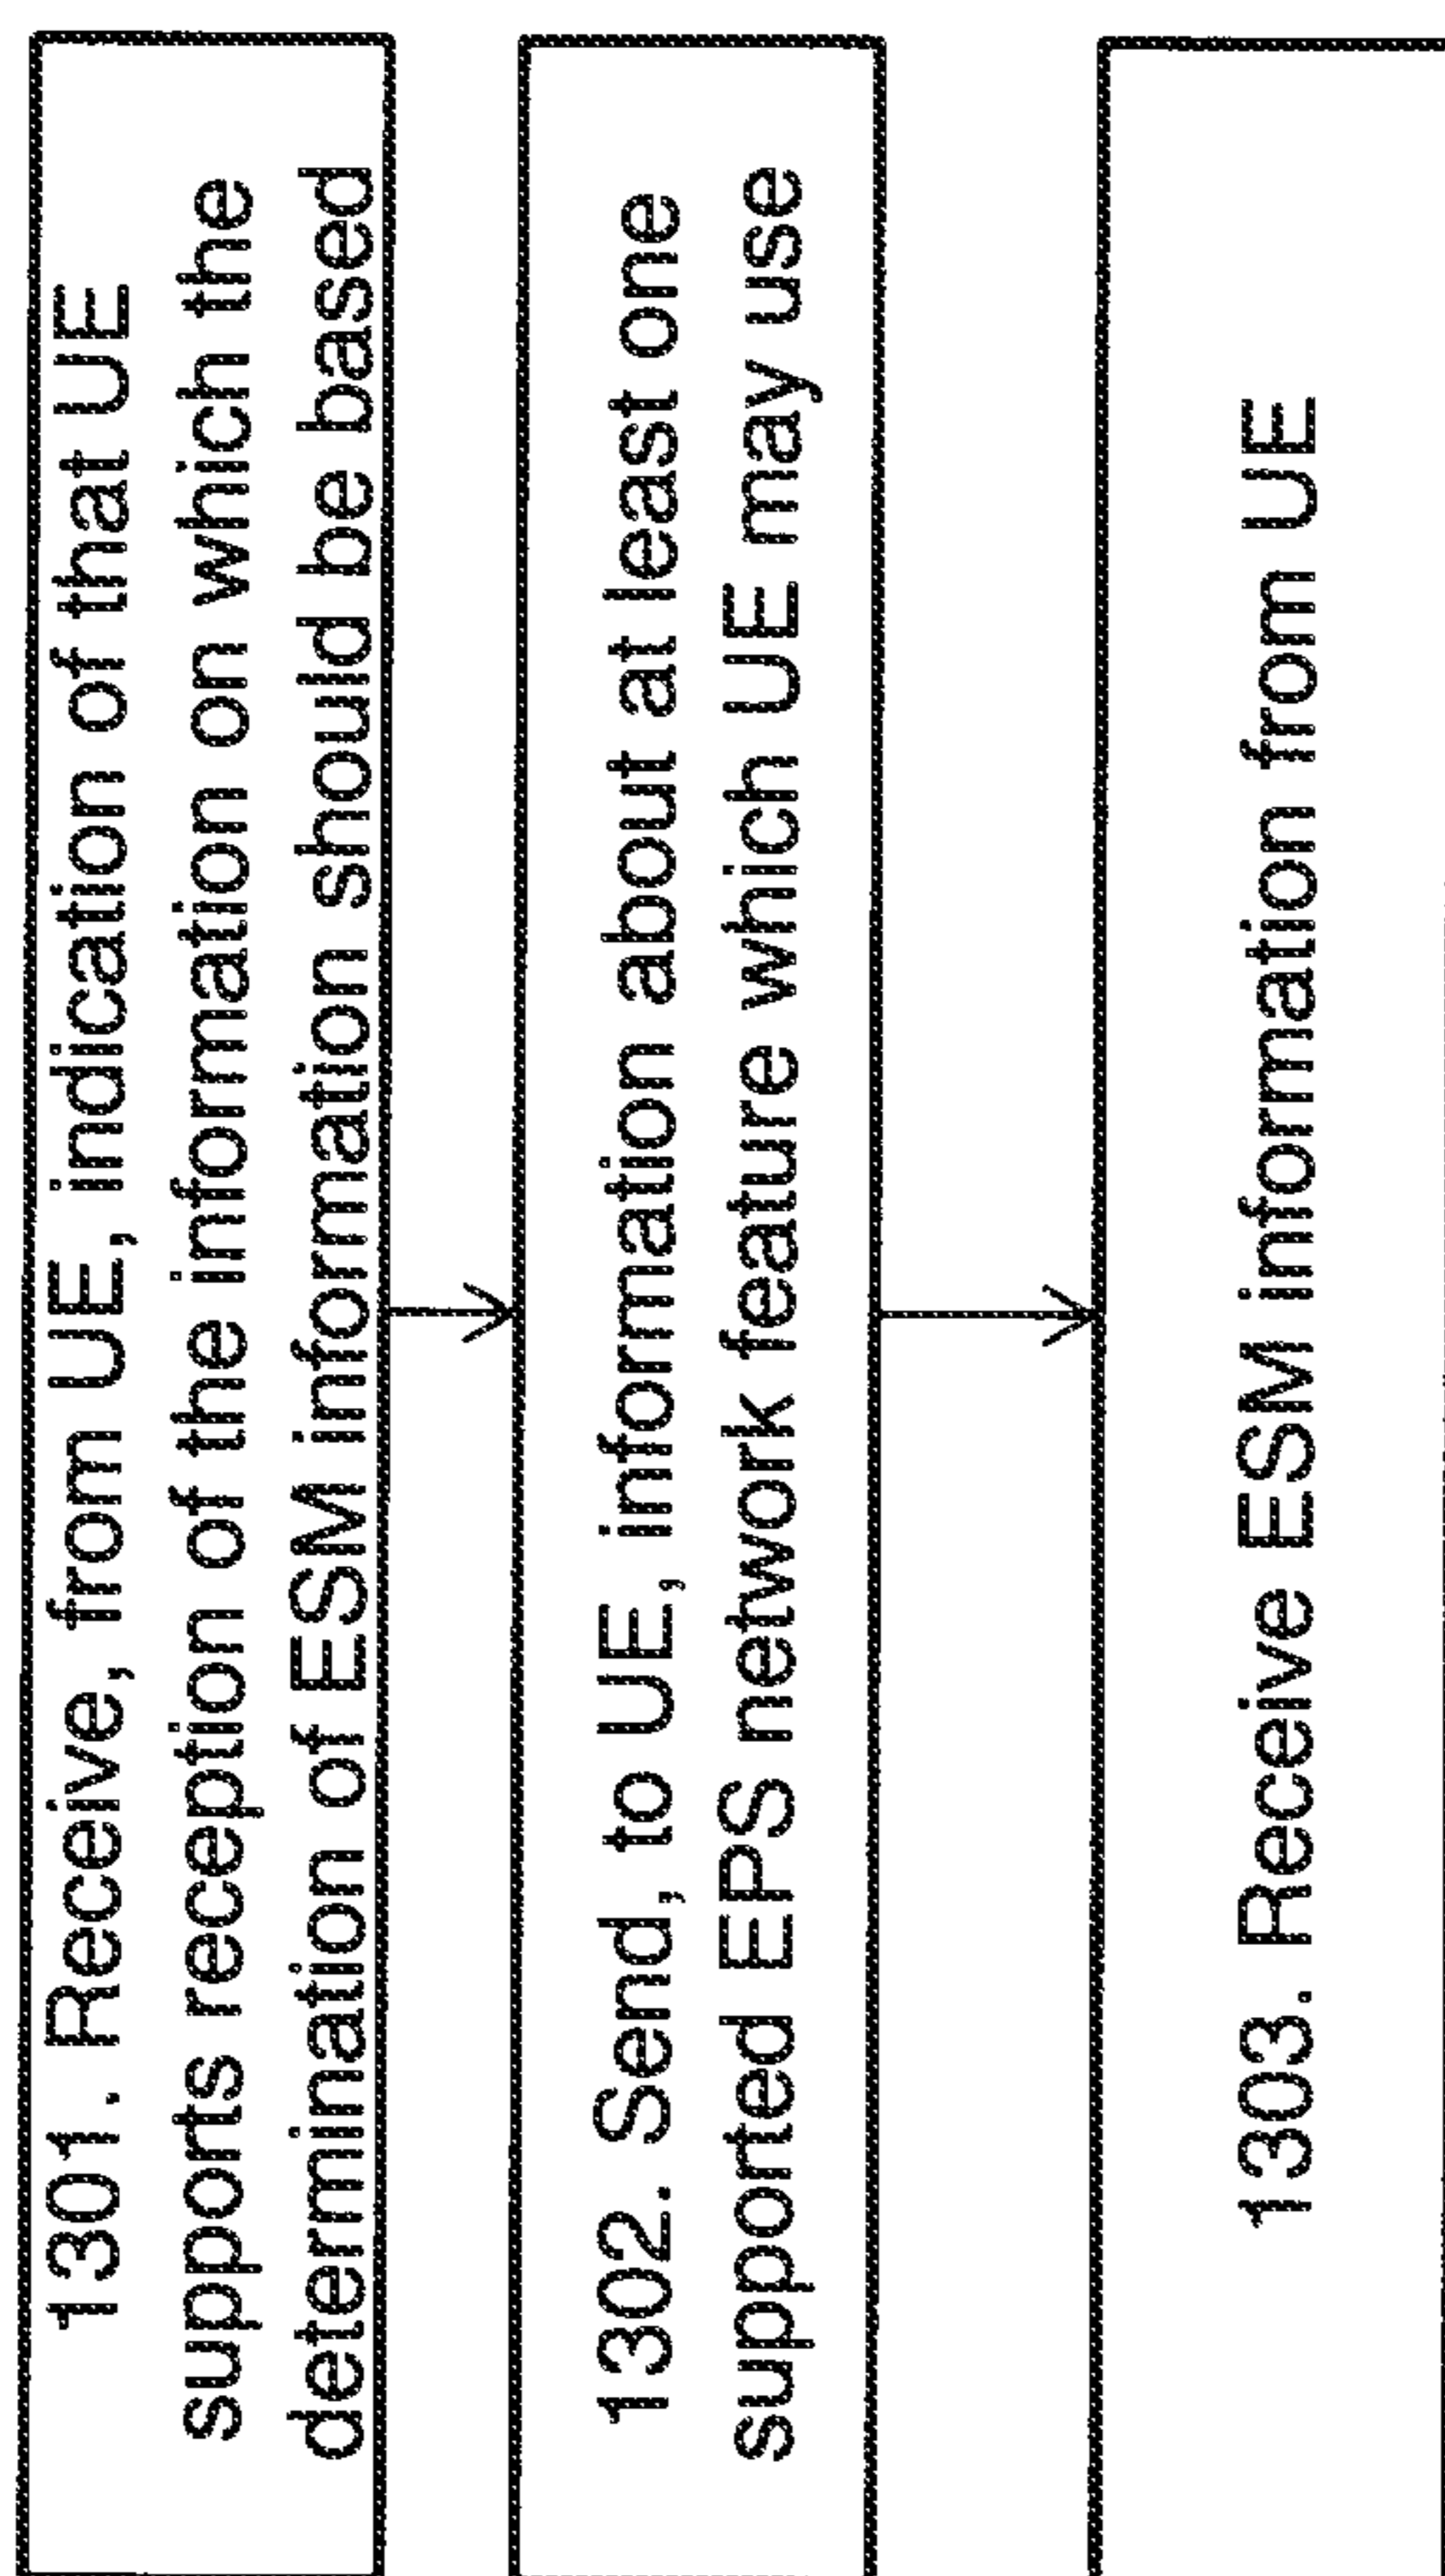 1301. Receive, from UE, indication of that UE
supports reception of the information on which the
determination of ESM information should be based
1302. Send, to UE, information about at least one
supported EPS network feature which UE may use
1303. Receive ESM information from UE